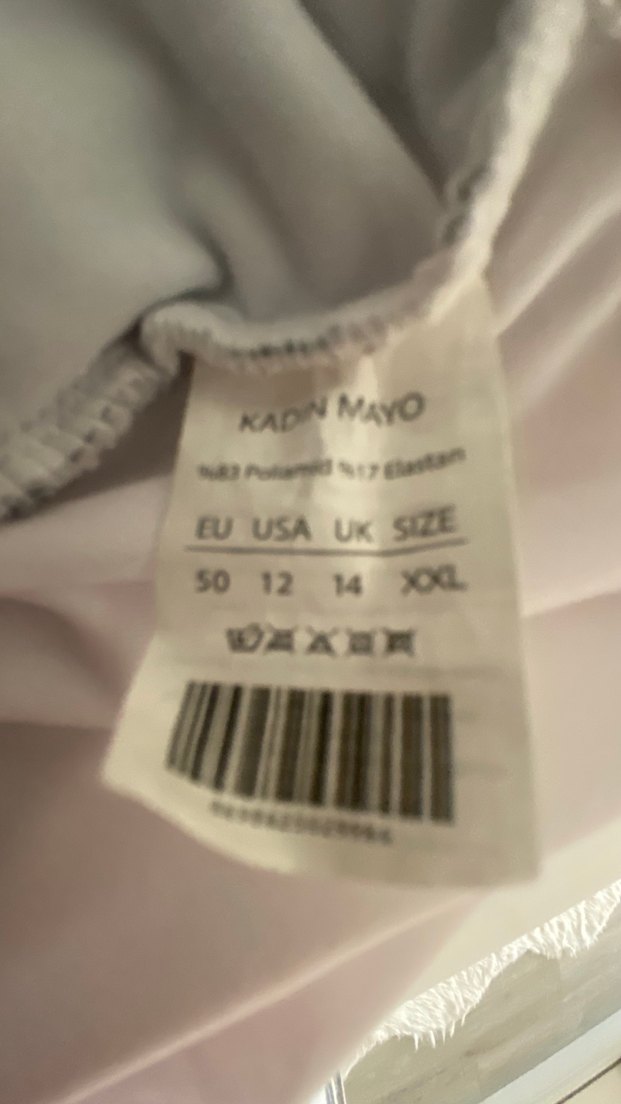 KADIN MAYO
%83 Poliamid %17 Elastan
EU USA UK SIZE
50 12 14 XXL